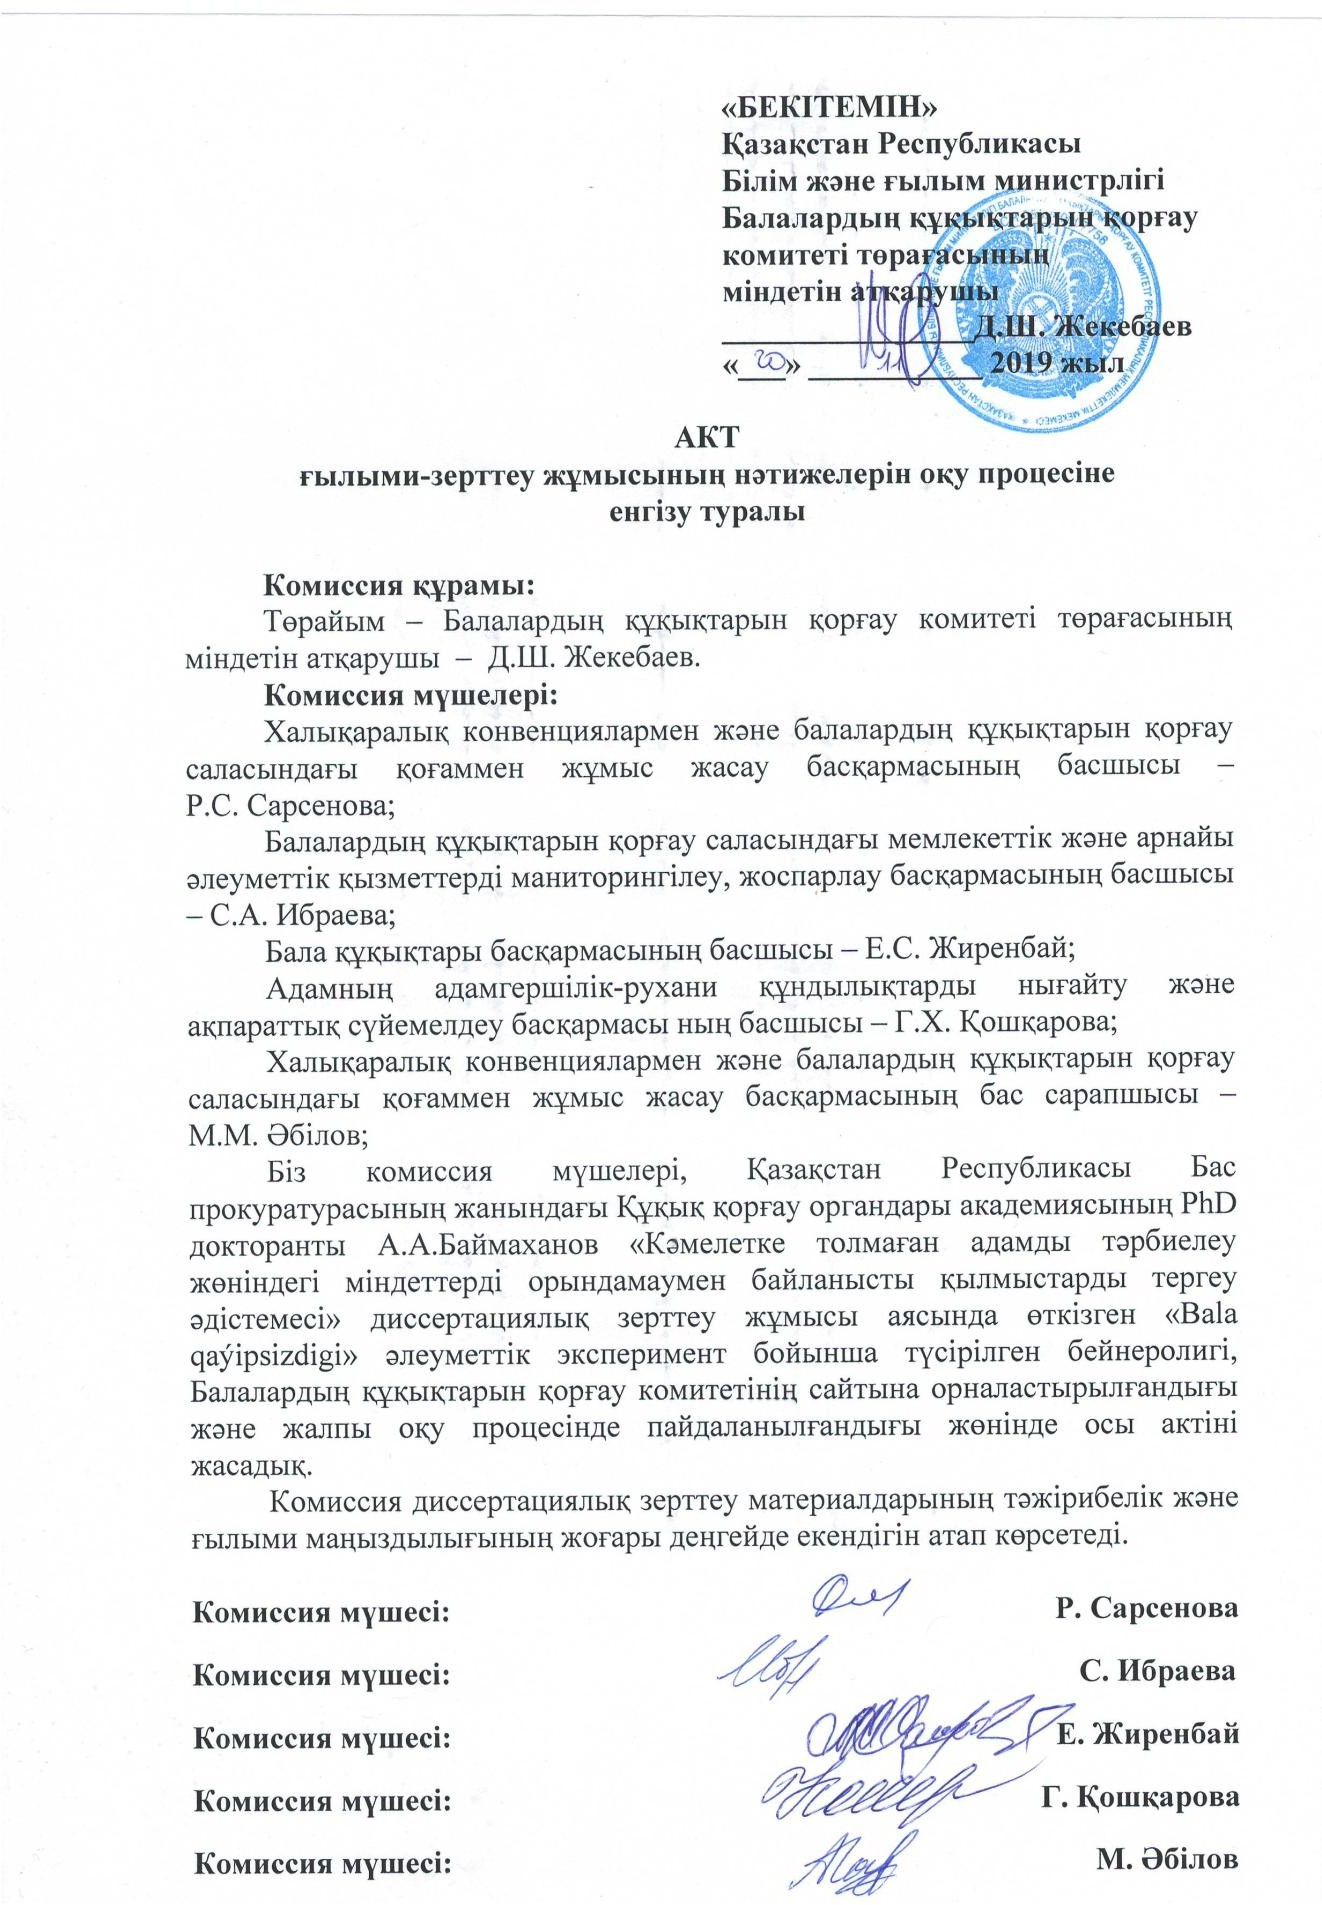 «БЕКІТЕМІН»
Қазақстан Республикасы
Білім және ғылым министрлігі
Балалардың құқықтарын қорғау
комитеті төрағасының
міндетін атқарушы
________________Д.Ш. Жекебаев
«20» 11 2019 жыл
АКТ
ғылыми-зерттеу жұмысының нәтижелерін оқу процесіне
енгізу туралы
Комиссия құрамы:
Төрайым – Балалардың құқықтарын қорғау комитеті төрағасының
міндетін атқарушы – Д.Ш. Жекебаев.
Комиссия мүшелері:
Халықаралық конвенциялармен және балалардың құқықтарын қорғау
саласындағы қоғаммен жұмыс жасау басқармасының басшысы –
Р.С. Сарсенова;
Балалардың құқықтарын қорғау саласындағы мемлекеттік және арнайы
әлеуметтік қызметтерді маниторингілеу, жоспарлау басқармасының басшысы
– С.А. Ибраева;
Бала құқықтары басқармасының басшысы – Е.С. Жиренбай;
Адамның адамгершілік-рухани құндылықтарды нығайту және
ақпараттық сүйемелдеу басқармасы ның басшысы – Г.Х. Қошқарова;
Халықаралық конвенциялармен және балалардың құқықтарын қорғау
саласындағы қоғаммен жұмыс жасау басқармасының бас сарапшысы –
М.М. Әбілов;
Біз комиссия мүшелері, Қазақстан Республикасы Бас
прокуратурасының жанындағы Құқық қорғау органдары академиясының PhD
докторанты А.А.Баймаханов «Кәмелетке толмаған адамды тәрбиелеу
жөніндегі міндеттерді орындамаумен байланысты қылмыстарды тергеу
әдістемесі» диссертациялық зерттеу жұмысы аясында өткізген «Bala
qaýipsizdigi» әлеуметтік эксперимент бойынша түсірілген бейнеролигі,
Балалардың құқықтарын қорғау комитетінің сайтына орналастырылғандығы
және жалпы оқу процесінде пайдаланылғандығы жөнінде осы актіні
жасадық.
Комиссия диссертациялық зерттеу материалдарының тәжірибелік және
ғылыми маңыздылығының жоғары деңгейде екендігін атап көрсетеді.
Комиссия мүшесі: Р. Сарсенова
Комиссия мүшесі: С. Ибраева
Комиссия мүшесі: Е. Жиренбай
Комиссия мүшесі: Г. Қошқарова
Комиссия мүшесі: М. Әбілов